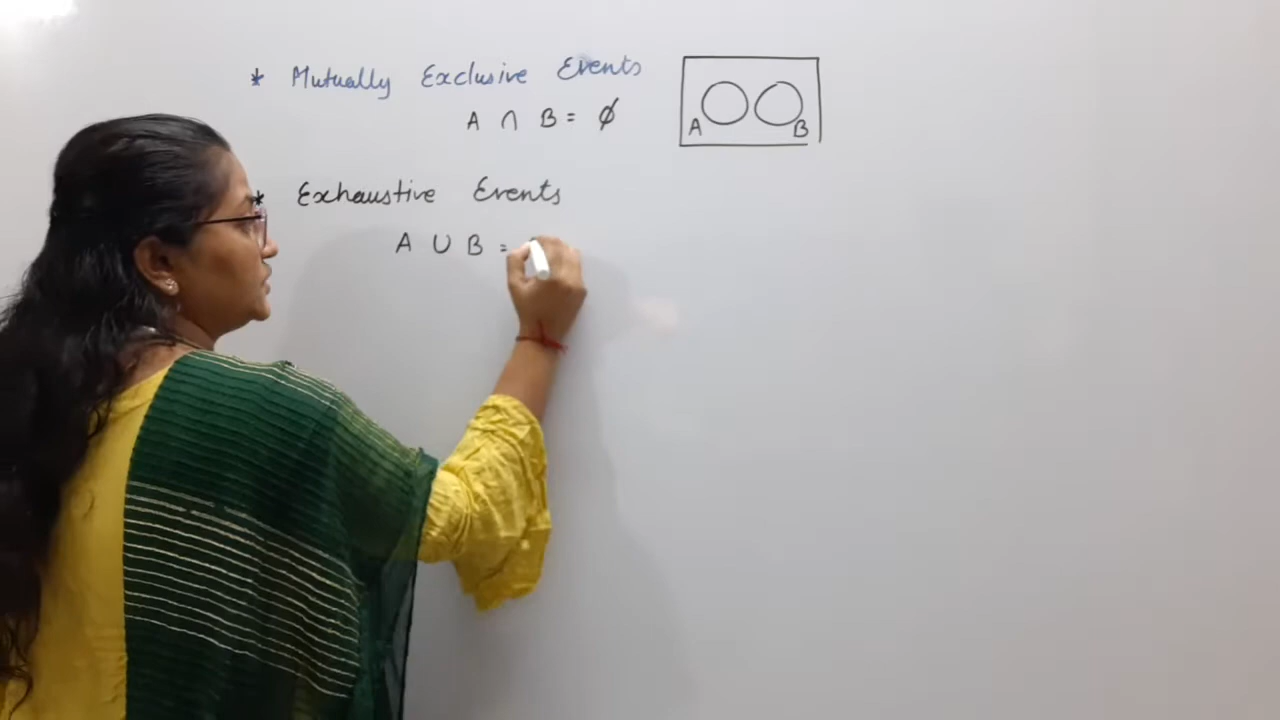 * Mutually Exclusive Events
A ∩ B = ϕ
A B
* Exhaustive Events
A ∪ B =